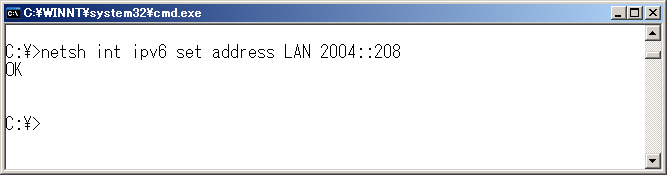 C:¥WINNT¥system32¥cmd.exe
C:¥>netsh int ipv6 set address LAN 2004::208
OK
C:¥>